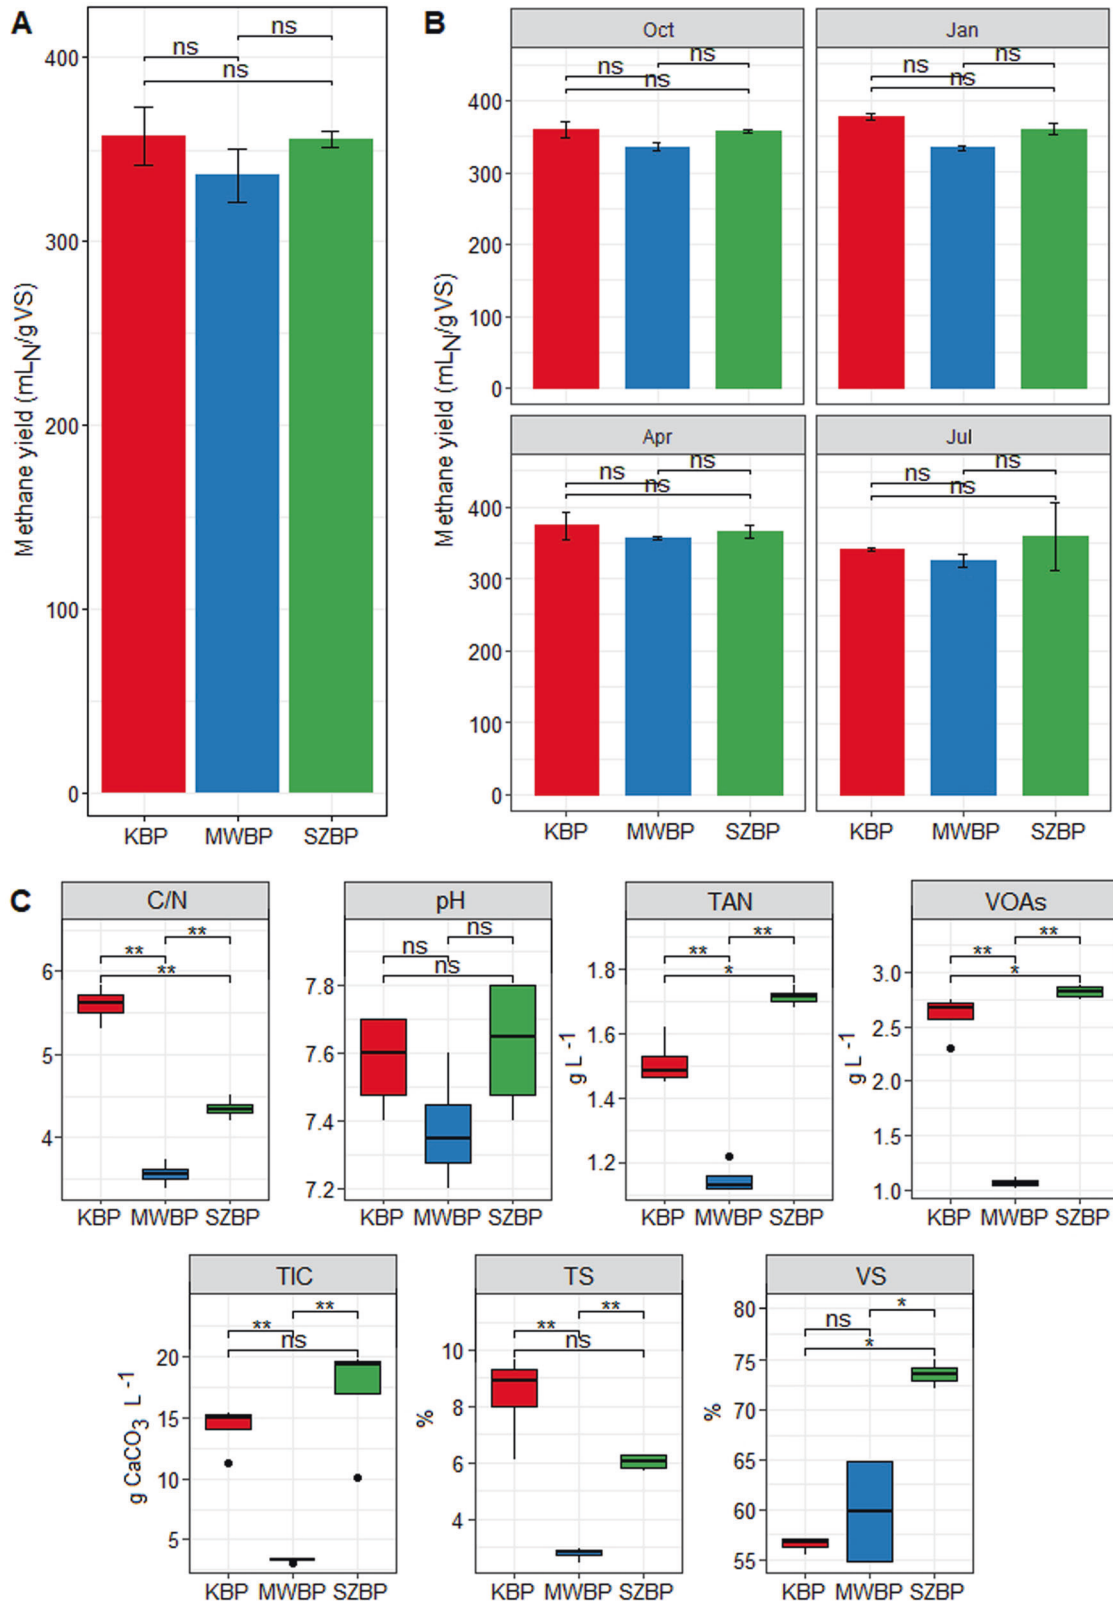 A
Methane yield (mLN/g VS)
400
300
200
100
0
ns
ns
ns
KBP MWBP SZBP
B
Methane yield (mLN/g VS)
Oct
400
300
200
100
0
ns
ns
ns
Jan
ns
ns
ns
Apr
400
300
200
100
0
ns
ns
ns
KBP MWBP SZBP
Jul
ns
ns
ns
KBP MWBP SZBP
C
C/N
6
5
4
**
**
**
KBP MWBP SZBP
pH
7.8
7.6
7.4
7.2
ns
ns
ns
KBP MWBP SZBP
TAN
g L -1
1.8
1.6
1.4
1.2
**
**
*
KBP MWBP SZBP
VOAs
g L -1
3.0
2.5
2.0
1.5
1.0
**
**
*
KBP MWBP SZBP
TIC
g CaCO3 L -1
20
15
10
5
**
**
ns
KBP MWBP SZBP
TS
%
10
8
6
4
**
**
ns
KBP MWBP SZBP
VS
%
80
75
70
65
60
55
*
ns
*
KBP MWBP SZBP